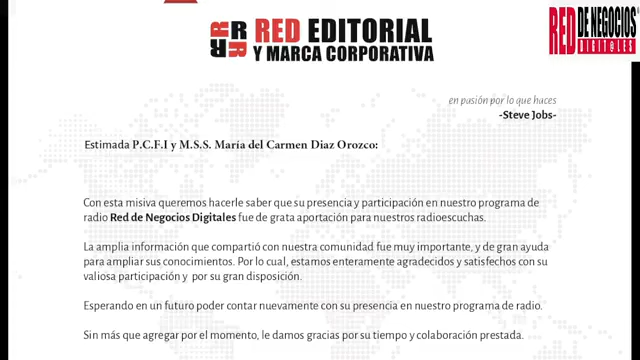 RED EDITORIAL
Y MARCA CORPORATIVA
RED DE NEGOCIOS
DIGIT@LES
en pasión por lo que haces
-Steve Jobs-
Estimada P.C.F.I y M.S.S. María del Carmen Diaz Orozco:
Con esta misiva queremos hacerle saber que su presencia y participación en nuestro programa de
radio Red de Negocios Digitales fue de grata aportación para nuestros radioescuchas.
La amplia información que compartió con nuestra comunidad fue muy importante, y de gran ayuda
para ampliar sus conocimientos. Por lo cual, estamos enteramente agradecidos y satisfechos con su
valiosa participación y por su gran disposición.
Esperando en un futuro poder contar nuevamente con su presencia en nuestro programa de radio.
Sin más que agregar por el momento, le damos gracias por su tiempo y colaboración prestada.